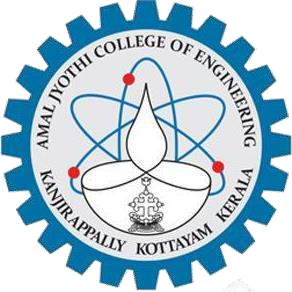 AMAL JYOTHI COLLEGE OF ENGINEERING
KANJIRAPPALLY KOTTAYAM KERALA